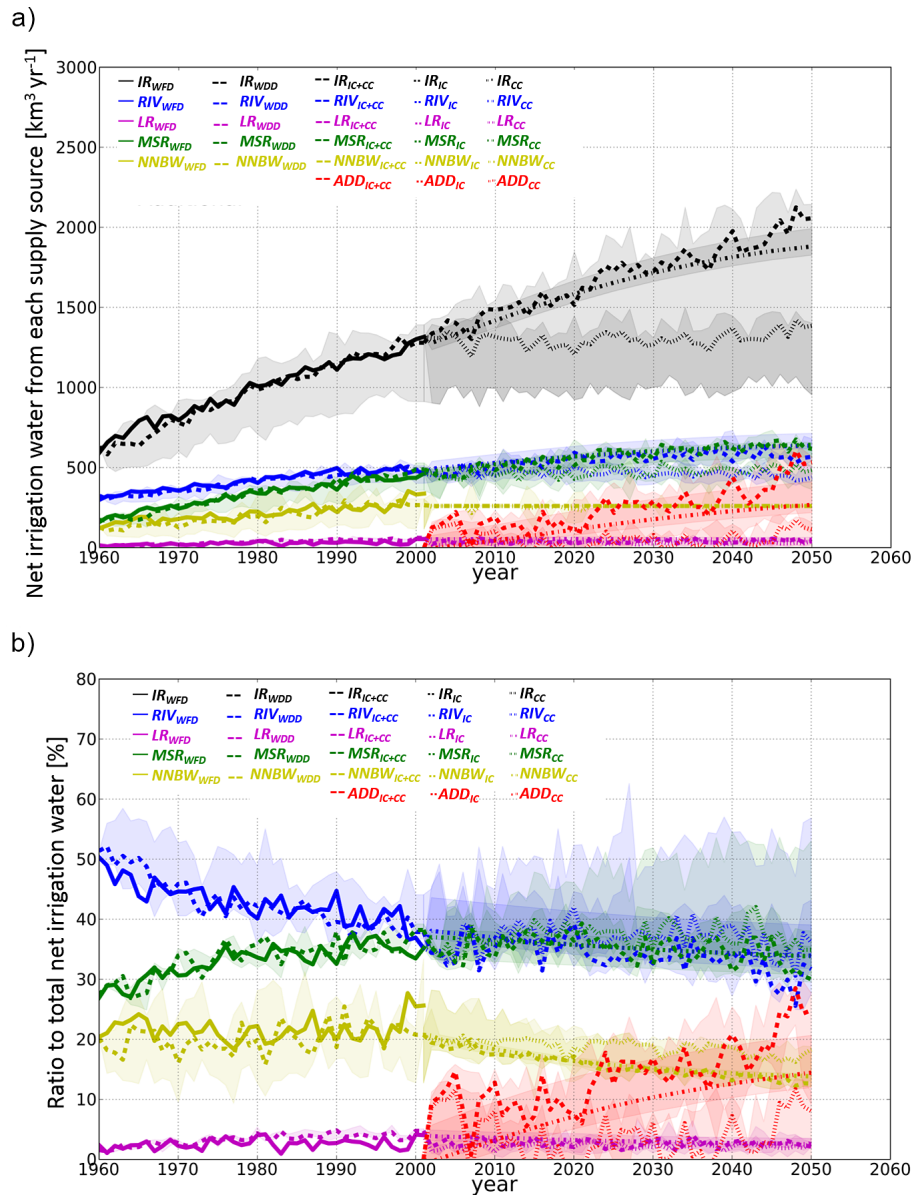 a)
Net irrigation water from each supply source [km³ yr⁻¹]
3000
2500
2000
1500
1000
500
0
IR_WFD IR_WDD IR_IC+CC IR_IC IR_CC
RIV_WFD RIV_WDD RIV_IC+CC RIV_IC RIV_CC
LR_WFD LR_WDD LR_IC+CC LR_IC LR_CC
MSR_WFD MSR_WDD MSR_IC+CC MSR_IC MSR_CC
NNBW_WFD NNBW_WDD NNBW_IC+CC NNBW_IC NNBW_CC
ADD_IC+CC ADD_IC ADD_CC
1960 1970 1980 1990 2000 2010 2020 2030 2040 2050 2060
year
b)
Ratio to total net irrigation water [%]
80
70
60
50
40
30
20
10
0
IR_WFD IR_WDD IR_IC+CC IR_IC IR_CC
RIV_WFD RIV_WDD RIV_IC+CC RIV_IC RIV_CC
LR_WFD LR_WDD LR_IC+CC LR_IC LR_CC
MSR_WFD MSR_WDD MSR_IC+CC MSR_IC MSR_CC
NNBW_WFD NNBW_WDD NNBW_IC+CC NNBW_IC NNBW_CC
ADD_IC+CC ADD_IC ADD_CC
1960 1970 1980 1990 2000 2010 2020 2030 2040 2050 2060
year